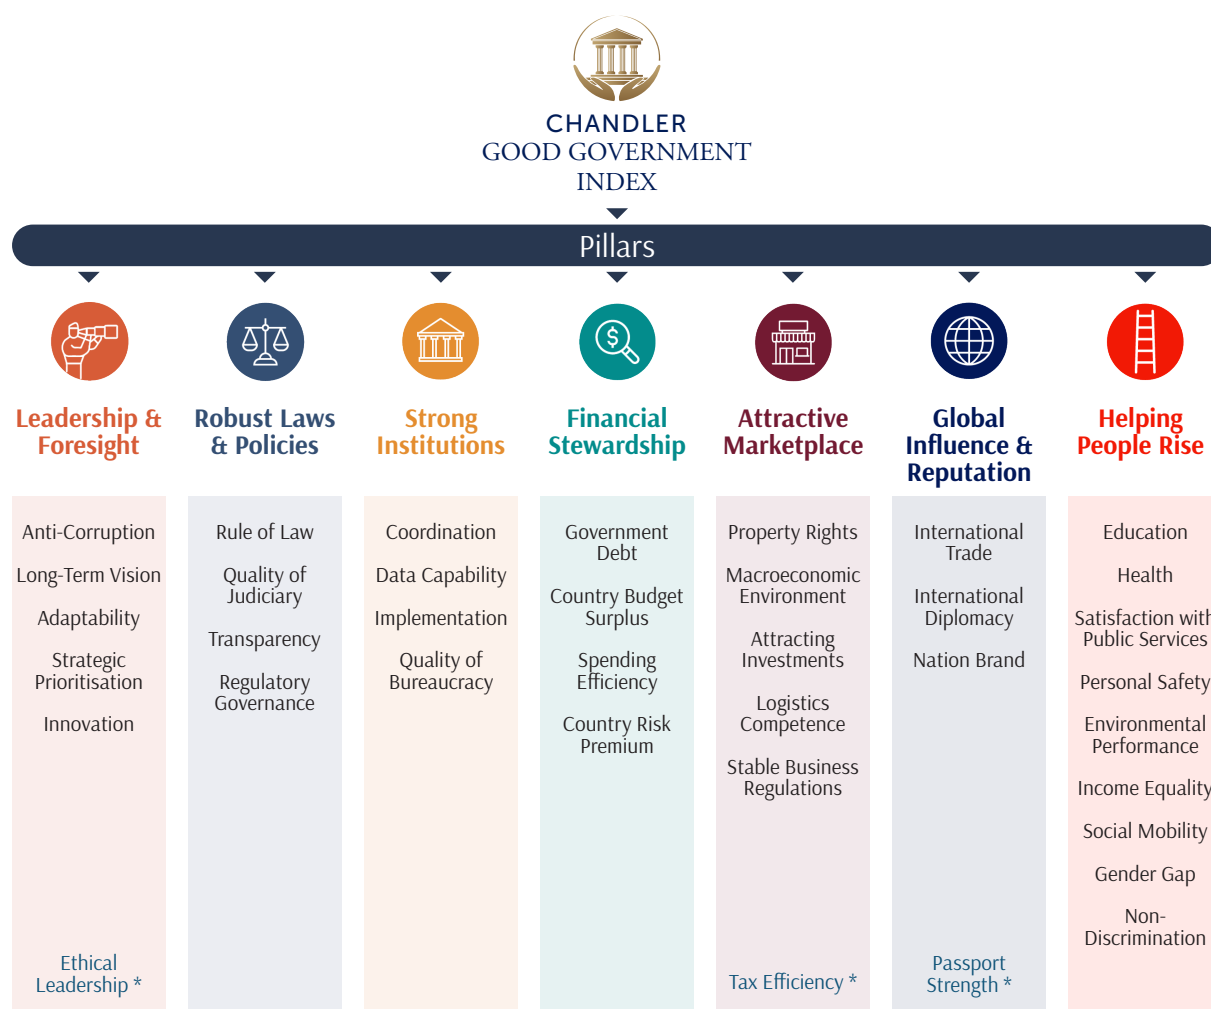 CHANDLER
GOOD GOVERNMENT
INDEX
Pillars
Leadership &
Foresight
Anti-Corruption
Long-Term Vision
Adaptability
Strategic
Prioritisation
Innovation
Ethical
Leadership *
Robust Laws
& Policies
Rule of Law
Quality of
Judiciary
Transparency
Regulatory
Governance
Strong
Institutions
Coordination
Data Capability
Implementation
Quality of
Bureaucracy
Financial
Stewardship
$
Government
Debt
Country Budget
Surplus
Spending
Efficiency
Country Risk
Premium
Attractive
Marketplace
Property Rights
Macroeconomic
Environment
Attracting
Investments
Logistics
Competence
Stable Business
Regulations
Tax Efficiency *
Global
Influence &
Reputation
International
Trade
International
Diplomacy
Nation Brand
Passport
Strength *
Helping
People Rise
Education
Health
Satisfaction with
Public Services
Personal Safety
Environmental
Performance
Income Equality
Social Mobility
Gender Gap
Non-
Discrimination